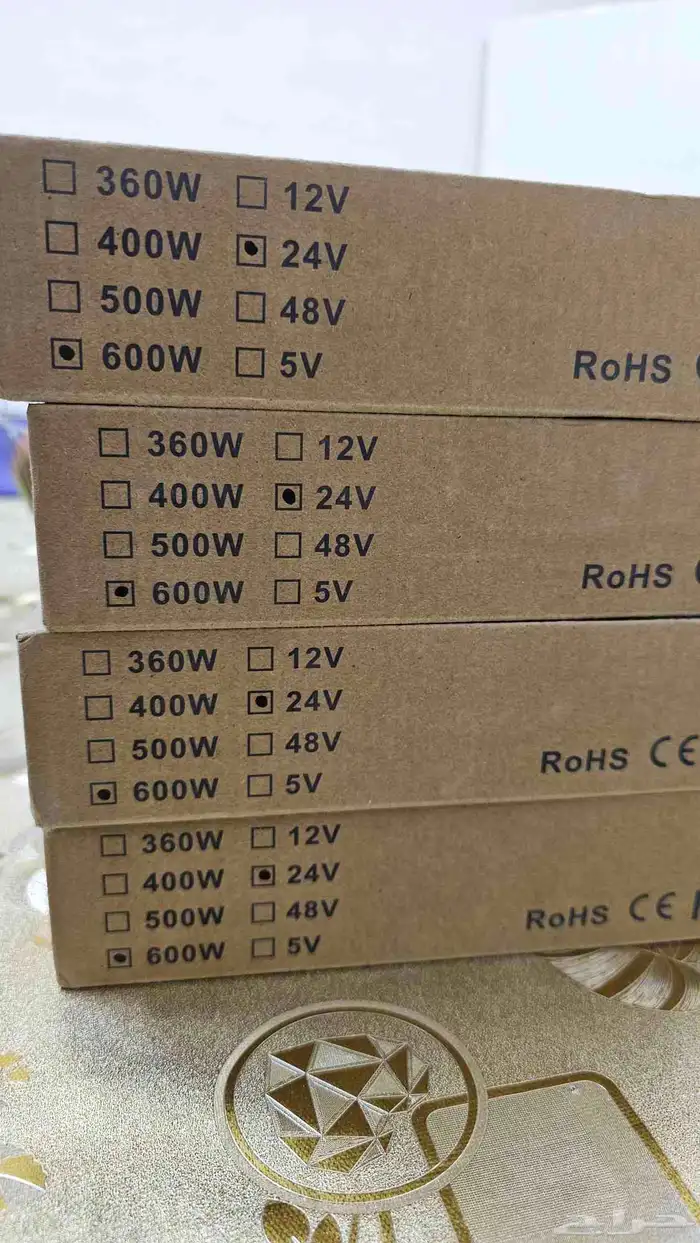 ☐ 360W ☐ 12V
☐ 400W ☑ 24V
☐ 500W ☐ 48V
☑ 600W ☐ 5V
RoHS
☐ 360W ☐ 12V
☐ 400W ☑ 24V
☐ 500W ☐ 48V
☑ 600W ☐ 5V
RoHS
☐ 360W ☐ 12V
☐ 400W ☑ 24V
☐ 500W ☐ 48V
☑ 600W ☐ 5V
RoHS CE
☐ 360W ☐ 12V
☐ 400W ☑ 24V
☐ 500W ☐ 48V
☑ 600W ☐ 5V
RoHS CE
حراج